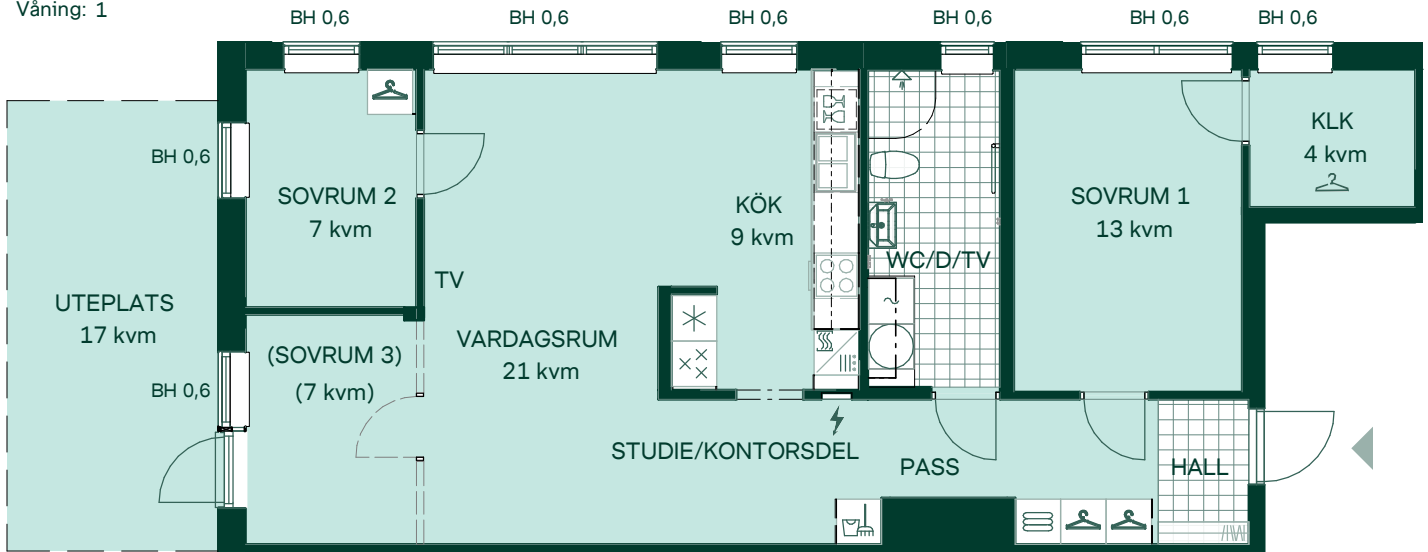 Våning: 1
BH 0,6
BH 0,6
BH 0,6
BH 0,6
BH 0,6
BH 0,6
BH 0,6
KLK
4 kvm
SOVRUM 2
7 kvm
KÖK
9 kvm
SOVRUM 1
13 kvm
WC/D/TV
TV
UTEPLATS
17 kvm
VARDAGSRUM
21 kvm
(SOVRUM 3)
(7 kvm)
BH 0,6
STUDIE/KONTORSDEL
PASS
HALL